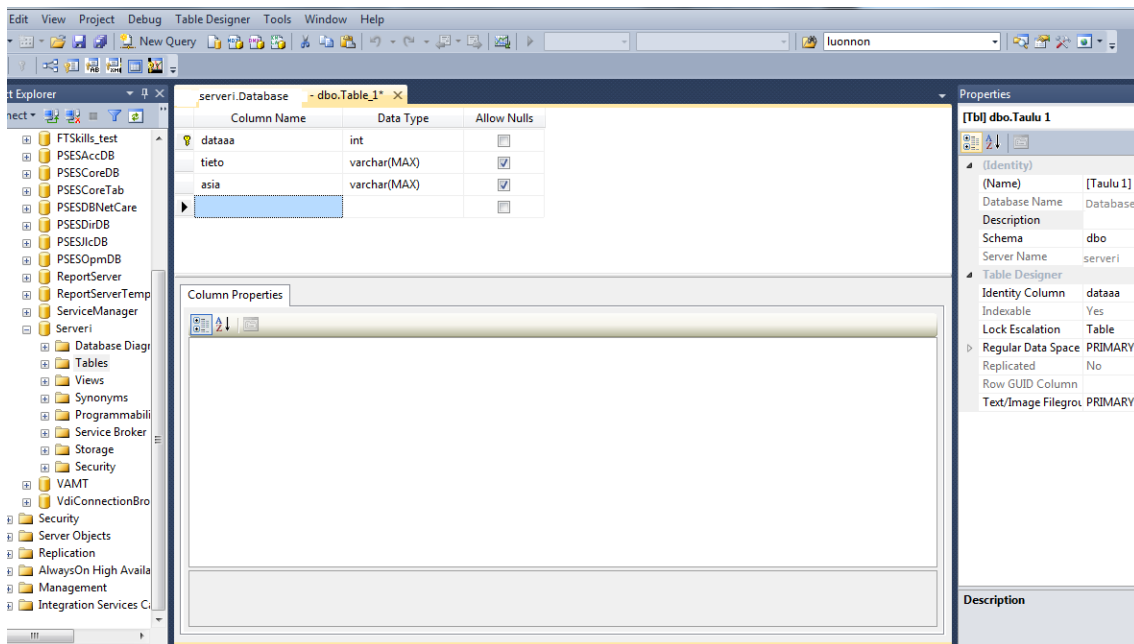 Edit View Project Debug Table Designer Tools Window Help
New Query luonnon
ct Explorer
nect
FTSkills_test
PSESAccDB
PSESCoreDB
PSESCoreTab
PSESDBNetCare
PSESDirDB
PSESJlcDB
PSESOpmDB
ReportServer
ReportServerTemp
ServiceManager
Serveri
Database Diagr
Tables
Views
Synonyms
Programmabili
Service Broker
Storage
Security
VAMT
VdiConnectionBro
Security
Server Objects
Replication
AlwaysOn High Availa
Management
Integration Services Ca
serveri.Database - dbo.Table_1*
Column Name Data Type Allow Nulls
dataaa int
tieto varchar(MAX)
asia varchar(MAX)
Column Properties
Properties
[Tbl] dbo.Taulu 1
(Identity)
(Name) [Taulu 1]
Database Name Database
Description
Schema dbo
Server Name serveri
Table Designer
Identity Column dataaa
Indexable Yes
Lock Escalation Table
Regular Data Space PRIMARY
Replicated No
Row GUID Column
Text/Image Filegrou PRIMARY
Description